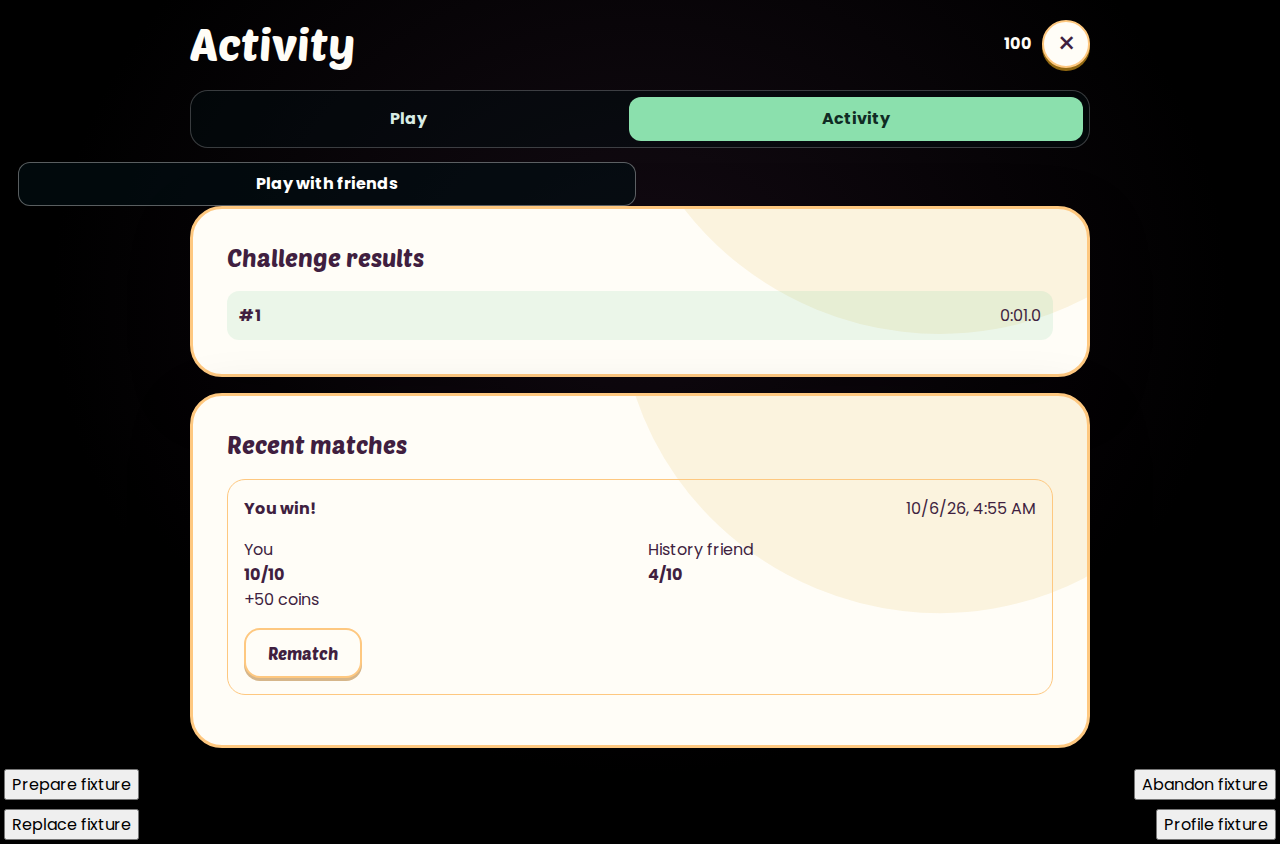 Activity
100 ×
Play Activity
Play with friends
Challenge results
#1 0:01.0
Recent matches
You win! 10/6/26, 4:55 AM
You History friend
10/10 4/10
+50 coins
Rematch
Prepare fixture Abandon fixture
Replace fixture Profile fixture